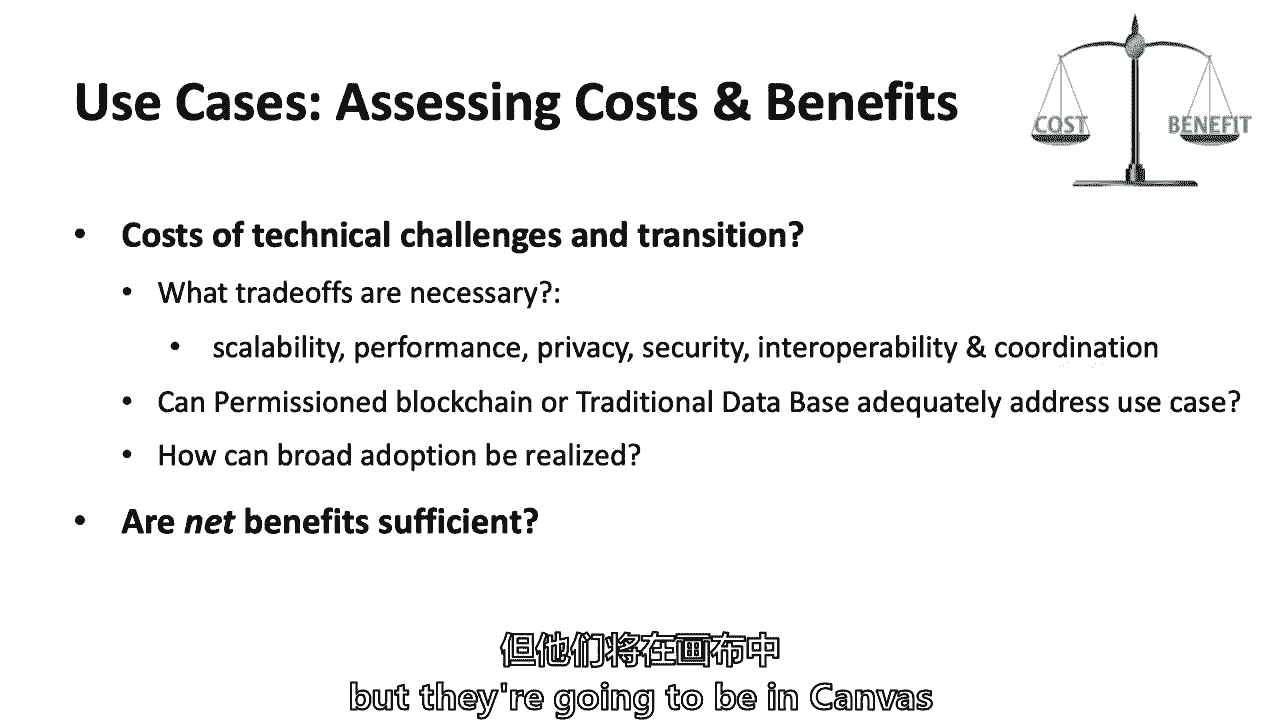 Use Cases: Assessing Costs & Benefits
COST
BENEFIT
• Costs of technical challenges and transition?
• What tradeoffs are necessary?:
• scalability, performance, privacy, security, interoperability & coordination
• Can Permissioned blockchain or Traditional Data Base adequately address use case?
• How can broad adoption be realized?
• Are net benefits sufficient?
但他们将在画布中
but they're going to be in Canvas